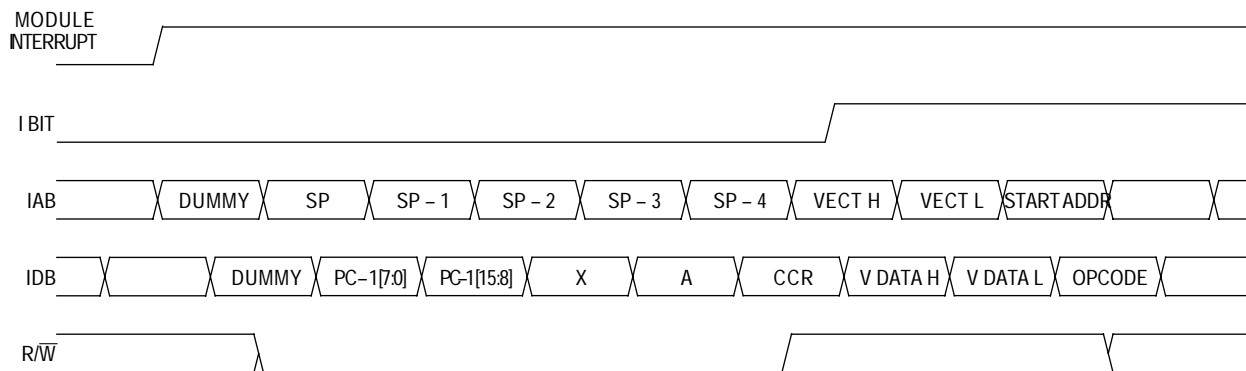 MODULE
INTERRUPT
I BIT
IAB DUMMY SP SP – 1 SP – 2 SP – 3 SP – 4 VECT H VECT L START ADDR
IDB DUMMY PC – 1[7:0] PC–1[15:8] X A CCR V DATA H V DATA L OPCODE
R/W̅